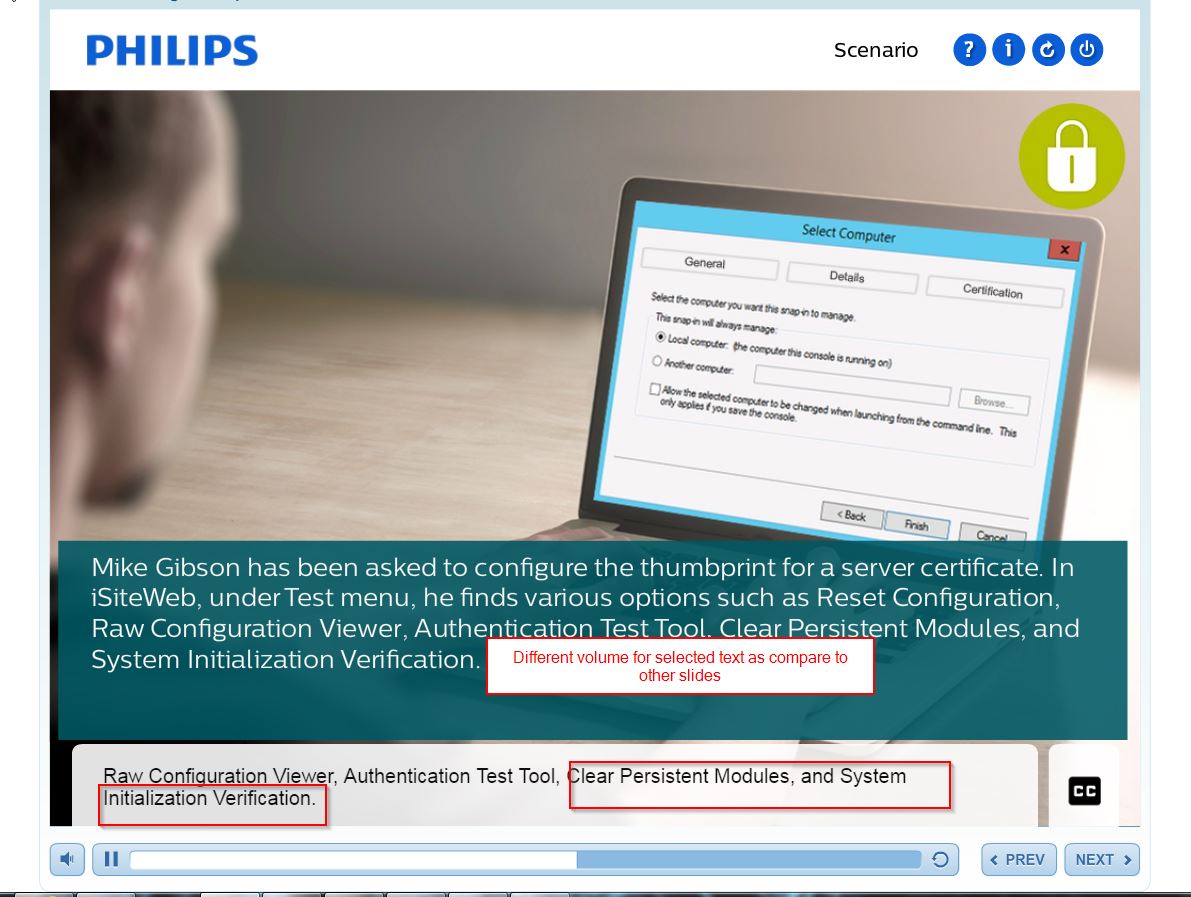 PHILIPS
Scenario
? i
Select Computer
x
General
Details
Certification
Select the computer you want this snap-in to manage.
This snap-in will always manage:
Local computer: (the computer this console is running on)
Another computer:
Browse...
Allow the selected computer to be changed when launching from the command line. This
only applies if you save the console.
< Back
Finish
Cancel
Mike Gibson has been asked to configure the thumbprint for a server certificate. In
iSiteWeb, under Test menu, he finds various options such as Reset Configuration,
Raw Configuration Viewer, Authentication Test Tool, Clear Persistent Modules, and
System Initialization Verification.
Different volume for selected text as compare to
other slides
Raw Configuration Viewer, Authentication Test Tool, Clear Persistent Modules, and System
Initialization Verification.
CC
PREV
NEXT